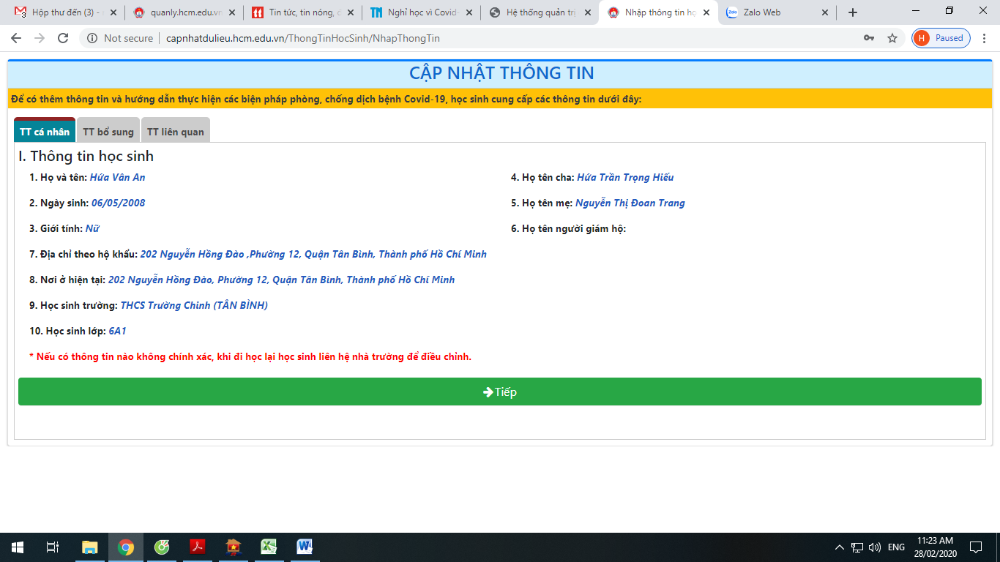 Hộp thư đến (3) -
quanly.hcm.edu.vn
Tin tức, tin nóng,
Nghỉ học vì Covid-
Hệ thống quản trị
Nhập thông tin họ
Zalo Web
Not secure
capnhatdulieu.hcm.edu.vn/ThongTinHocSinh/NhapThongTin
H Paused
CẬP NHẬT THÔNG TIN
Để có thêm thông tin và hướng dẫn thực hiện các biện pháp phòng, chống dịch bệnh Covid-19, học sinh cung cấp các thông tin dưới đây:
TT cá nhân TT bổ sung TT liên quan
I. Thông tin học sinh
1. Họ và tên: Hứa Vân An
4. Họ tên cha: Hứa Trần Trọng Hiếu
2. Ngày sinh: 06/05/2008
5. Họ tên mẹ: Nguyễn Thị Đoan Trang
3. Giới tính: Nữ
6. Họ tên người giám hộ:
7. Địa chỉ theo hộ khẩu: 202 Nguyễn Hồng Đào ,Phường 12, Quận Tân Bình, Thành phố Hồ Chí Minh
8. Nơi ở hiện tại: 202 Nguyễn Hồng Đào, Phường 12, Quận Tân Bình, Thành phố Hồ Chí Minh
9. Học sinh trường: THCS Trường Chinh (TÂN BÌNH)
10. Học sinh lớp: 6A1
* Nếu có thông tin nào không chính xác, khi đi học lại học sinh liên hệ nhà trường để điều chỉnh.
Tiếp
ENG
11:23 AM
28/02/2020